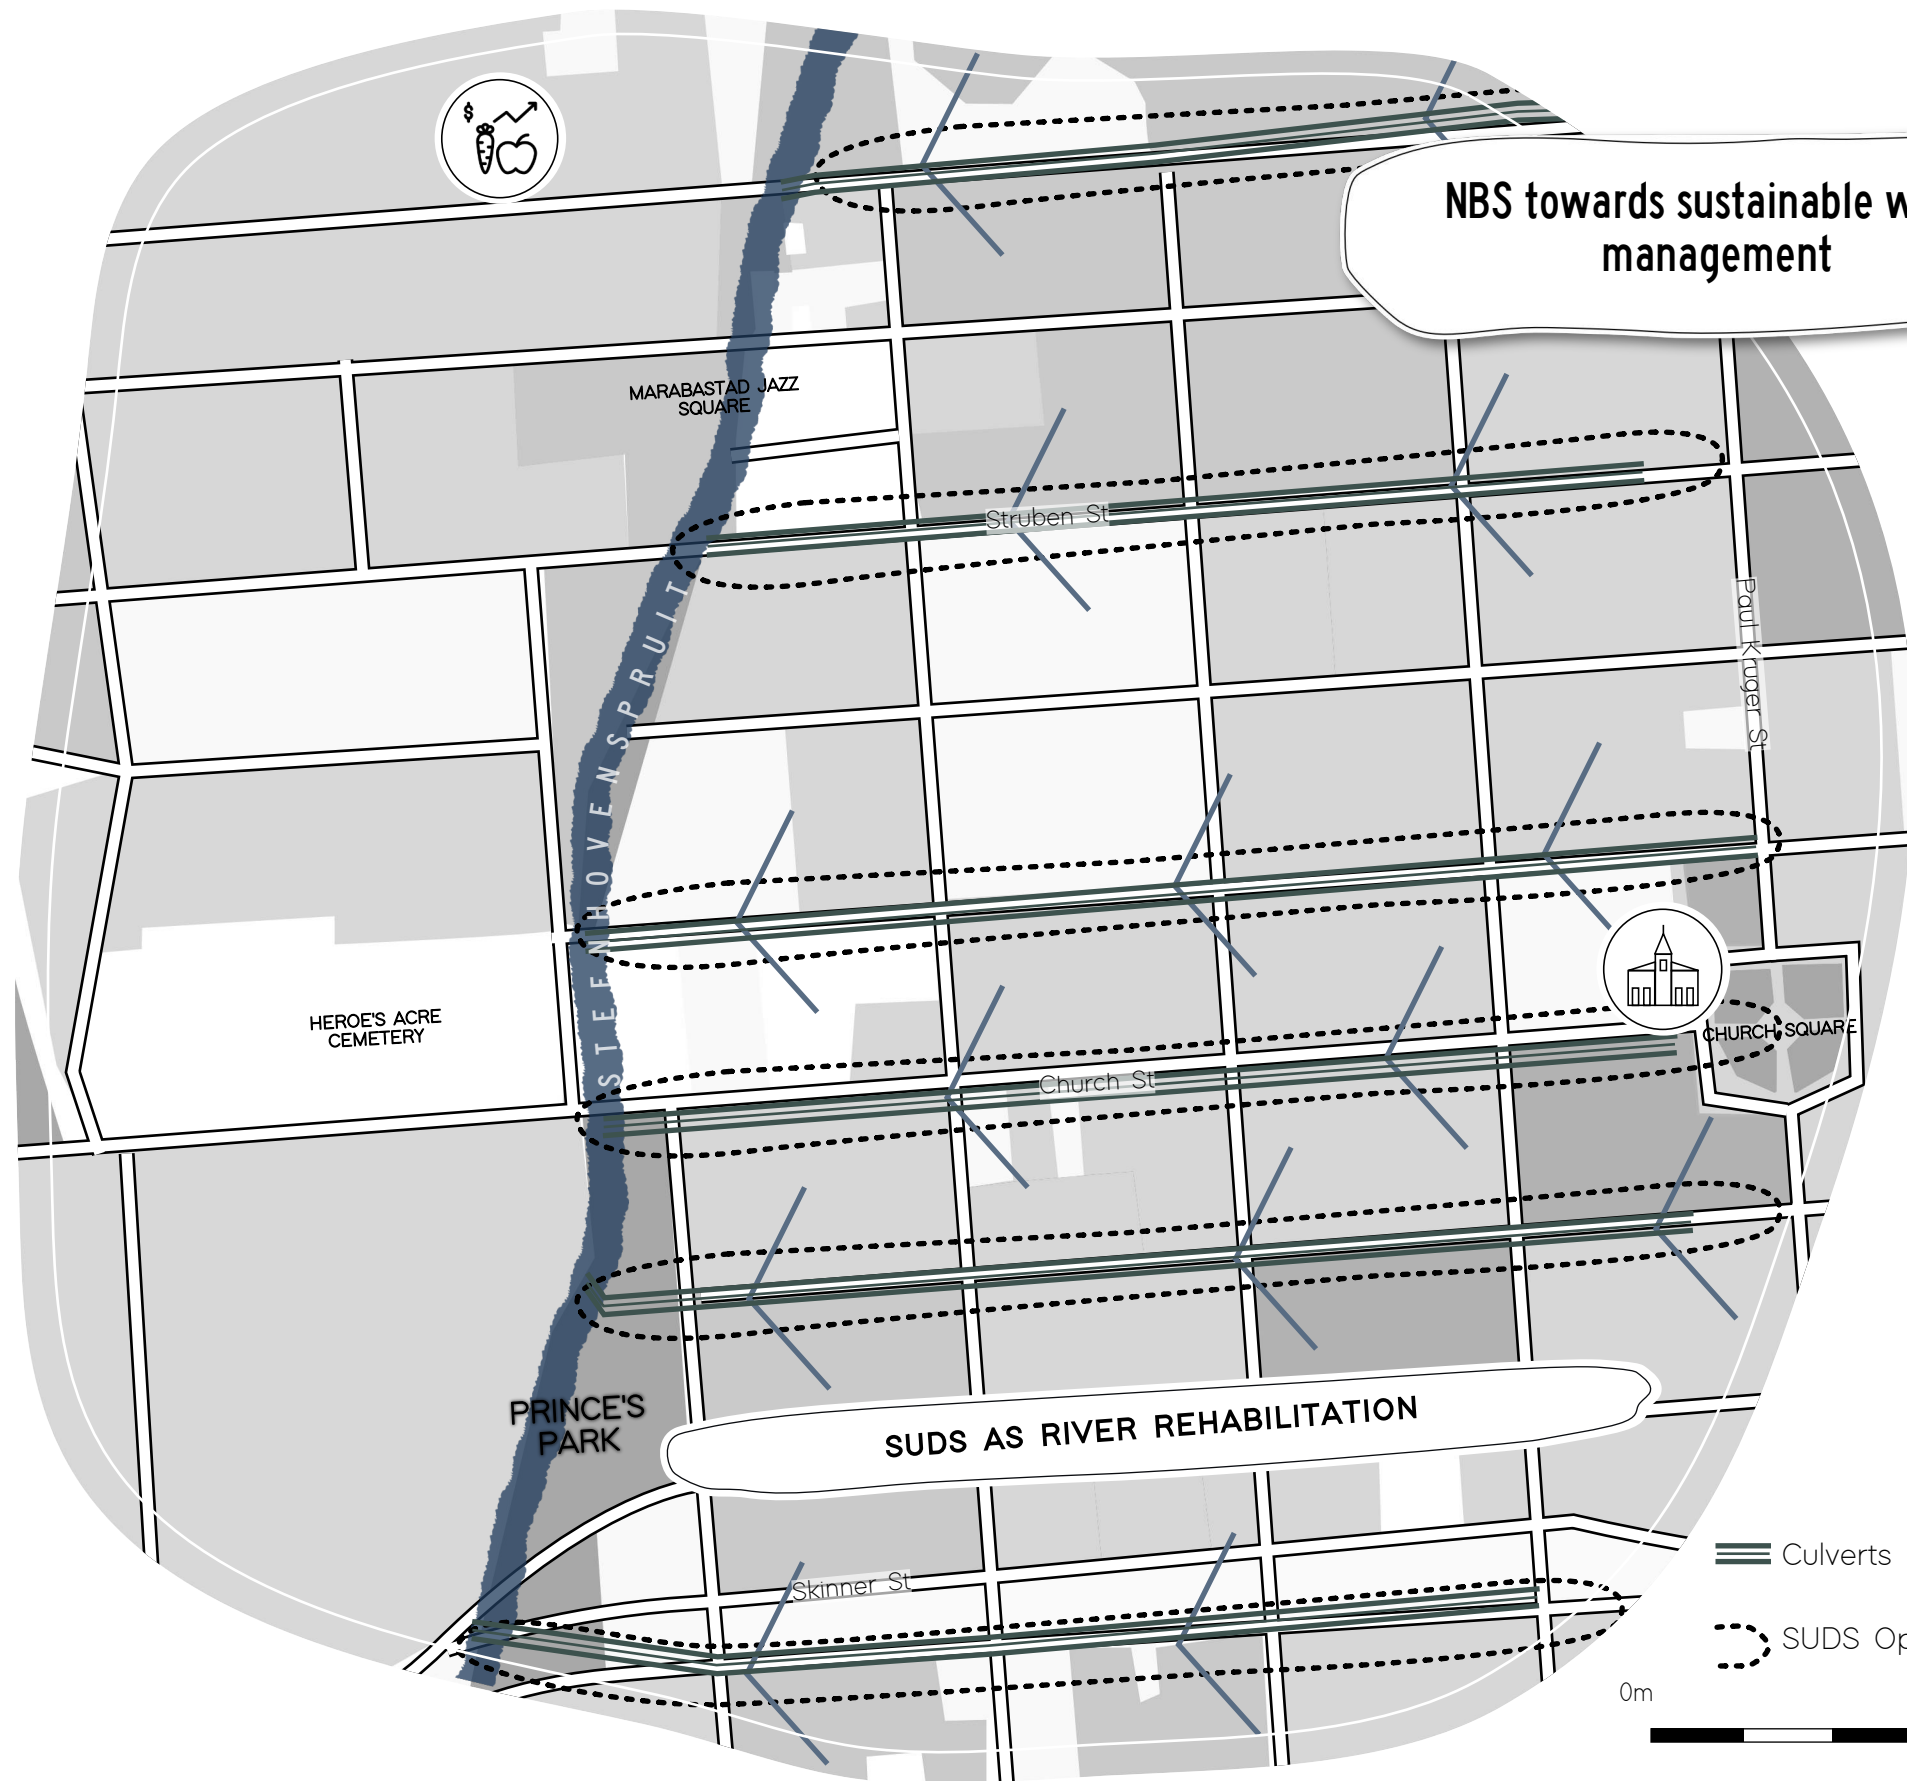 $
NBS towards sustainable
management
MARABASTAD JAZZ
SQUARE
Struben St
STEENHOVENSPRUIT
Paul Kruger St
HEROE'S ACRE
CEMETERY
CHURCH SQUARE
Church St
PRINCE'S
PARK
SUDS AS RIVER REHABILITATION
Skinner St
Culverts
SUDS
0m